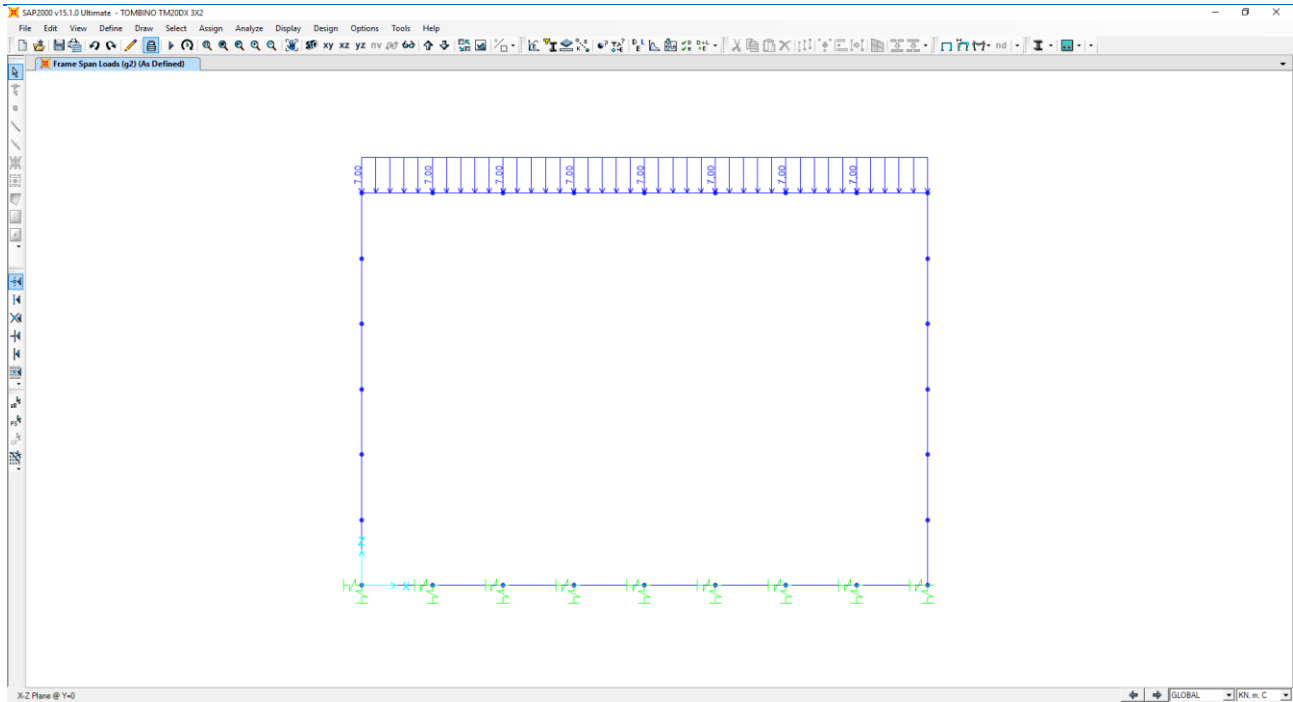 SAP2000 v15.1.0 Ultimate - TOMBINO TM20DX 3X2
File Edit View Define Draw Select Assign Analyze Display Design Options Tools Help
xy xz yz nv nd
Frame Span Loads (g2) (As Defined)
7.00 7.00 7.00 7.00 7.00 7.00 7.00 7.00
Z
X
X-Z Plane @ Y=0
GLOBAL
KN, m, C